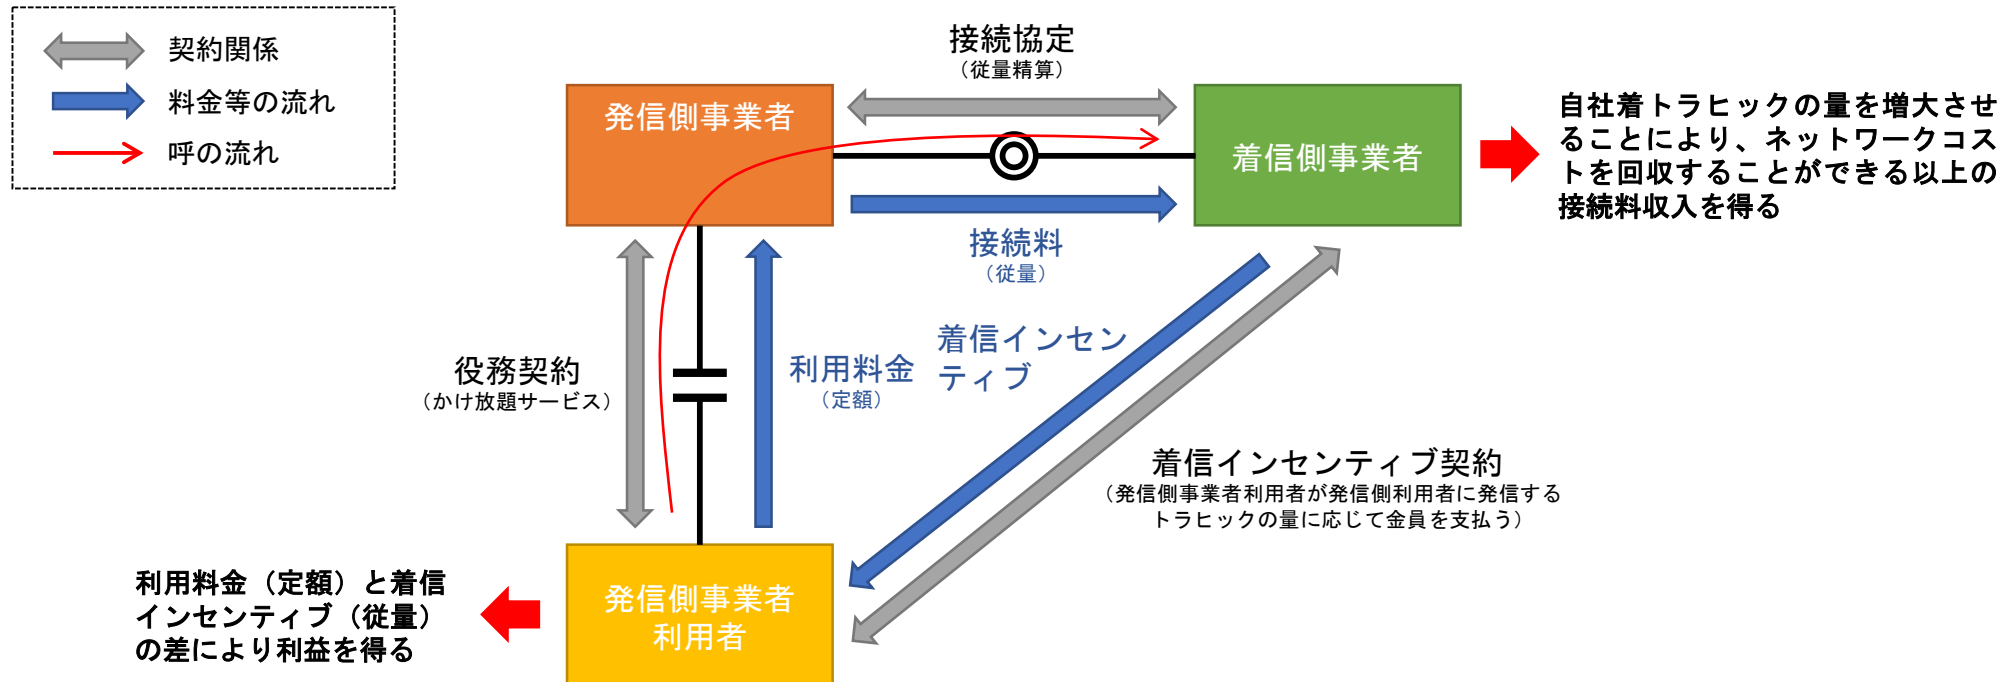 契約関係
料金等の流れ
呼の流れ
接続協定
（従量精算）
発信側事業者
着信側事業者
自社着トラヒックの量を増大させ
ることにより、ネットワークコス
トを回収することができる以上の
接続料収入を得る
接続料
（従量）
役務契約
（かけ放題サービス）
利用料金
（定額）
着信インセン
ティブ
着信インセンティブ契約
（発信側事業者利用者が発信側利用者に発信する
トラヒックの量に応じて金員を支払う）
利用料金（定額）と着信
インセンティブ（従量）
の差により利益を得る
発信側事業者
利用者